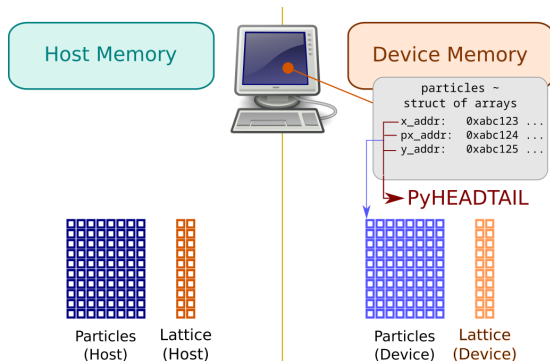 Host Memory
Device Memory
particles ~
struct of arrays
x_addr: 0xabc123 ...
px_addr: 0xabc124 ...
y_addr: 0xabc125 ...
PyHEADTAIL
Particles
(Host)
Lattice
(Host)
Particles
(Device)
Lattice
(Device)